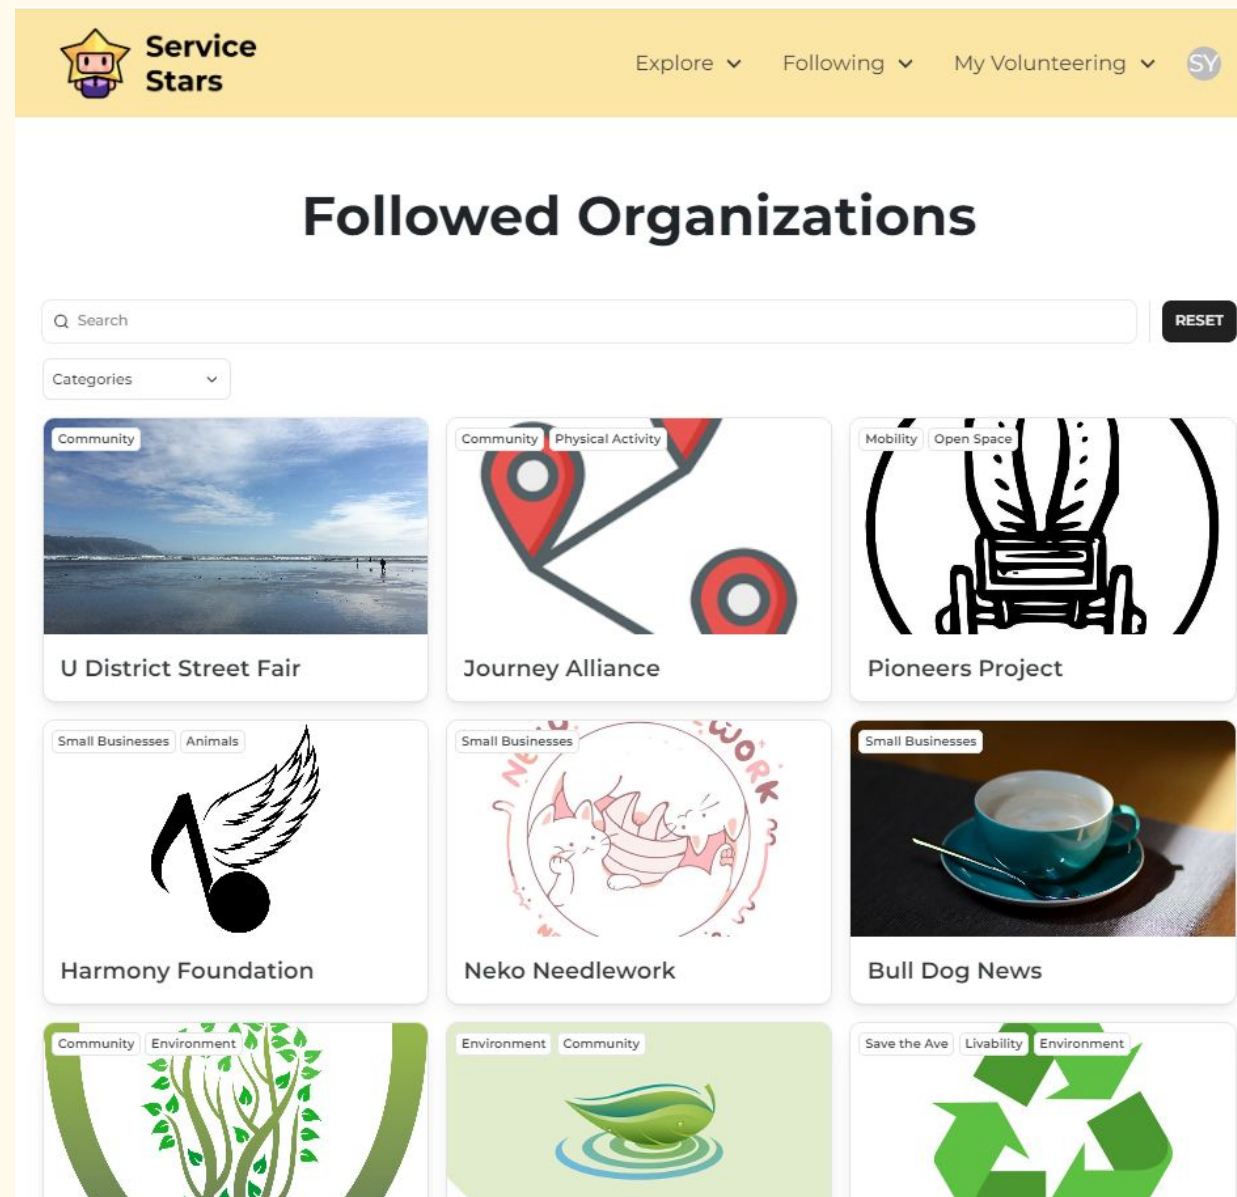 Service
Stars
Explore
Following
My Volunteering
SY
Followed Organizations
Search
RESET
Categories
Community
Community
Physical Activity
Mobility
Open Space
U District Street Fair
Journey Alliance
Pioneers Project
Small Businesses
Animals
Small Businesses
WORK
Small Businesses
Harmony Foundation
Neko Needlework
Bull Dog News
Community
Environment
Environment
Community
Save the Ave
Livability
Environment